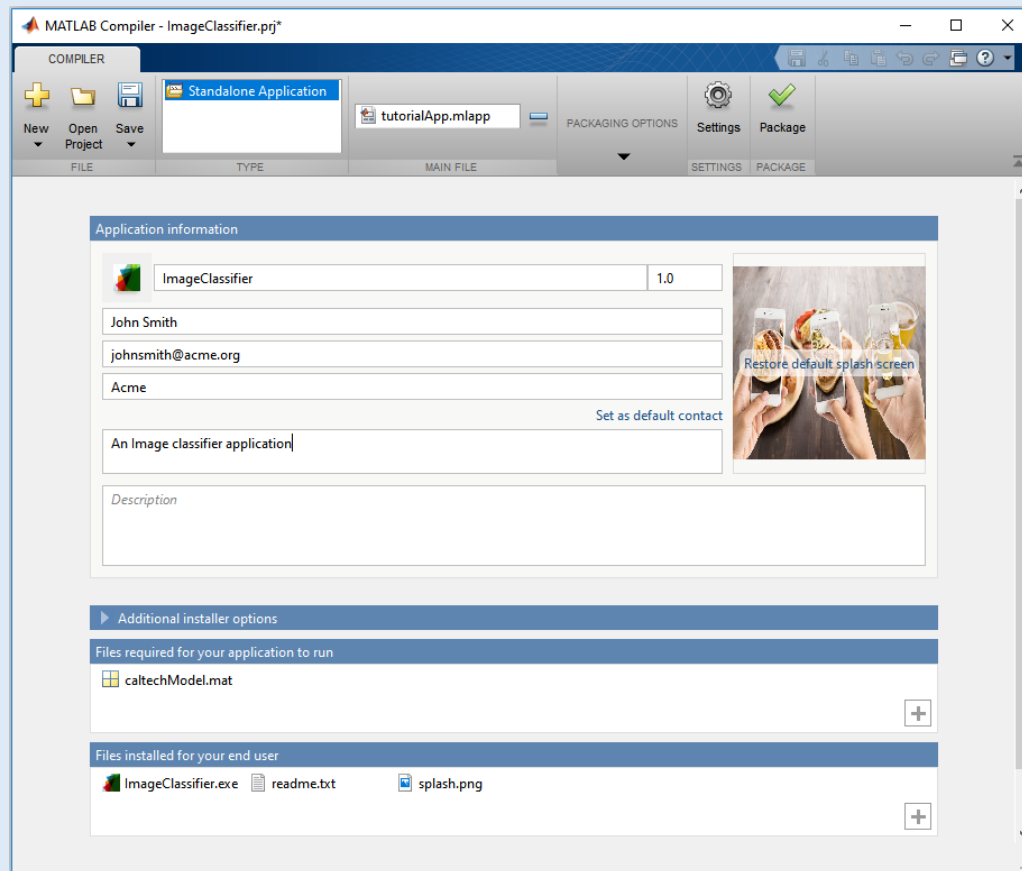 MATLAB Compiler - ImageClassifier.prj*
COMPILER
New
Open Project
Save
FILE
Standalone Application
TYPE
tutorialApp.mlapp
MAIN FILE
PACKAGING OPTIONS
Settings
SETTINGS
Package
PACKAGE
Application information
ImageClassifier 1.0
John Smith
johnsmith@acme.org
Acme
Set as default contact
An Image classifier application
Restore default splash screen
Description
Additional installer options
Files required for your application to run
caltechModel.mat
Files installed for your end user
ImageClassifier.exe readme.txt splash.png